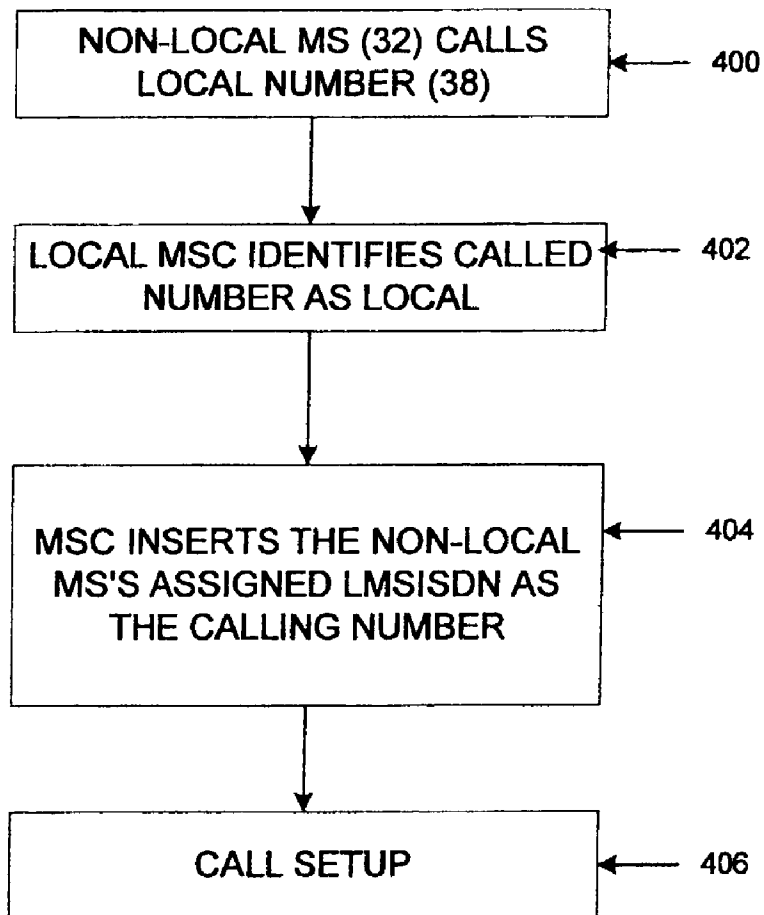 NON-LOCAL MS (32) CALLS
LOCAL NUMBER (38)
400
LOCAL MSC IDENTIFIES CALLED
NUMBER AS LOCAL
402
MSC INSERTS THE NON-LOCAL
MS'S ASSIGNED LMSISDN AS
THE CALLING NUMBER
404
CALL SETUP
406